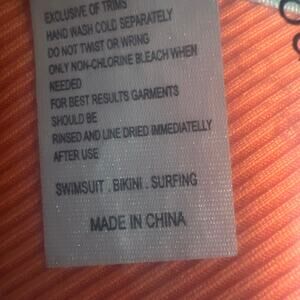 EXCLUSIVE OF TRIMS
HAND WASH COLD SEPARATELY
DO NOT TWIST OR WRING
ONLY NON-CHLORINE BLEACH WHEN
NEEDED
FOR BEST RESULTS GARMENTS
SHOULD BE
RINSED AND LINE DRIED IMMEDIATELLY
AFTER USE
SWIMSUIT . BIKINI . SURFING
MADE IN CHINA